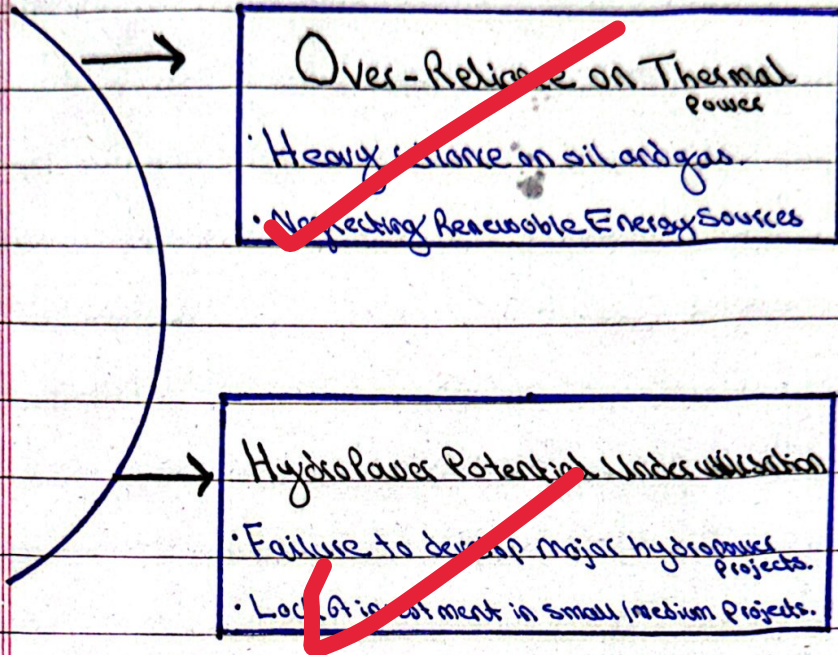 Over-Reliance on Thermal
Power
· Heavy reliance on oil and gas.
· Neglecting Renewable Energy Sources
HydroPower Potential Underutilisation
· Failure to develop major hydropower
projects.
· Lack of investment in small/medium projects.